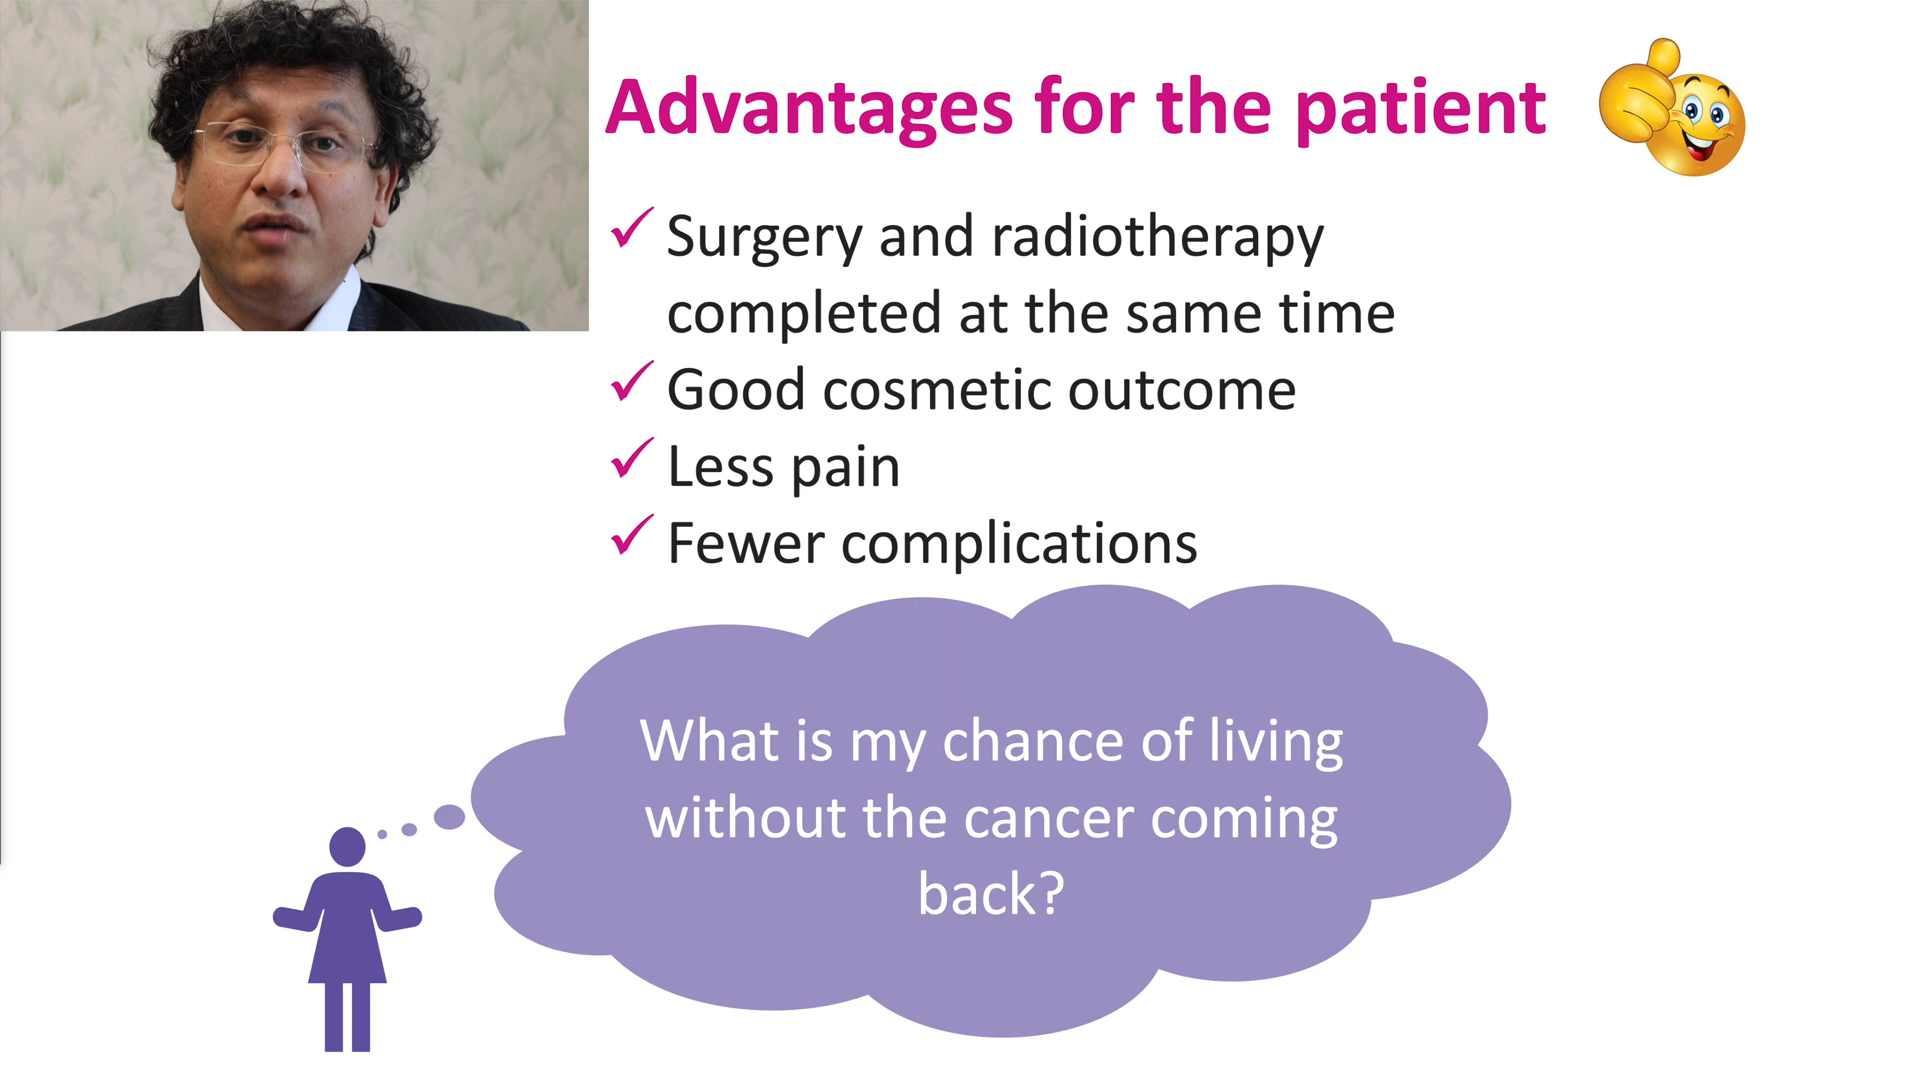 Advantages for the patient
Surgery and radiotherapy
completed at the same time
Good cosmetic outcome
Less pain
Fewer complications
What is my chance of living
without the cancer coming
back?